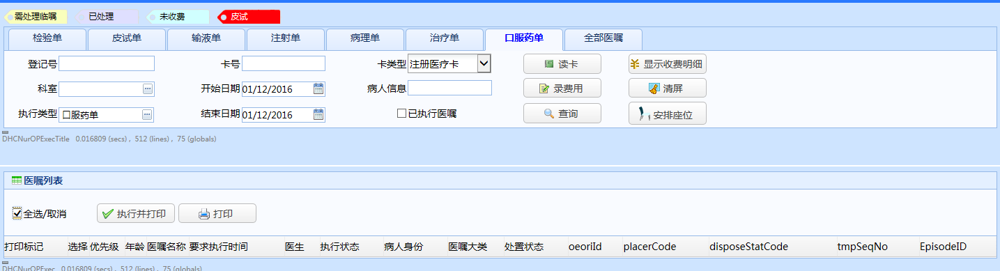 需处理临嘱 已处理 未收费 皮试
检验单 皮试单 输液单 注射单 病理单 治疗单 口服药单 全部医嘱
登记号 卡号 卡类型 注册医疗卡 读卡 显示收费明细
科室 开始日期 01/12/2016 病人信息 录费用 清屏
执行类型 口服药单 结束日期 01/12/2016 已执行医嘱 查询 安排座位
DHCNurOPExecTitle 0.016809 (secs) , 512 (lines) , 75 (globals)
医嘱列表
全选/取消 执行并打印 打印
打印标记 选择 优先级 年龄 医嘱名称 要求执行时间 医生 执行状态 病人身份 医嘱大类 处置状态 oeoriId placerCode disposeStatCode tmpSeqNo EpisodeID
DHCNurOPExec 0.016809 (secs) , 512 (lines) , 75 (globals)